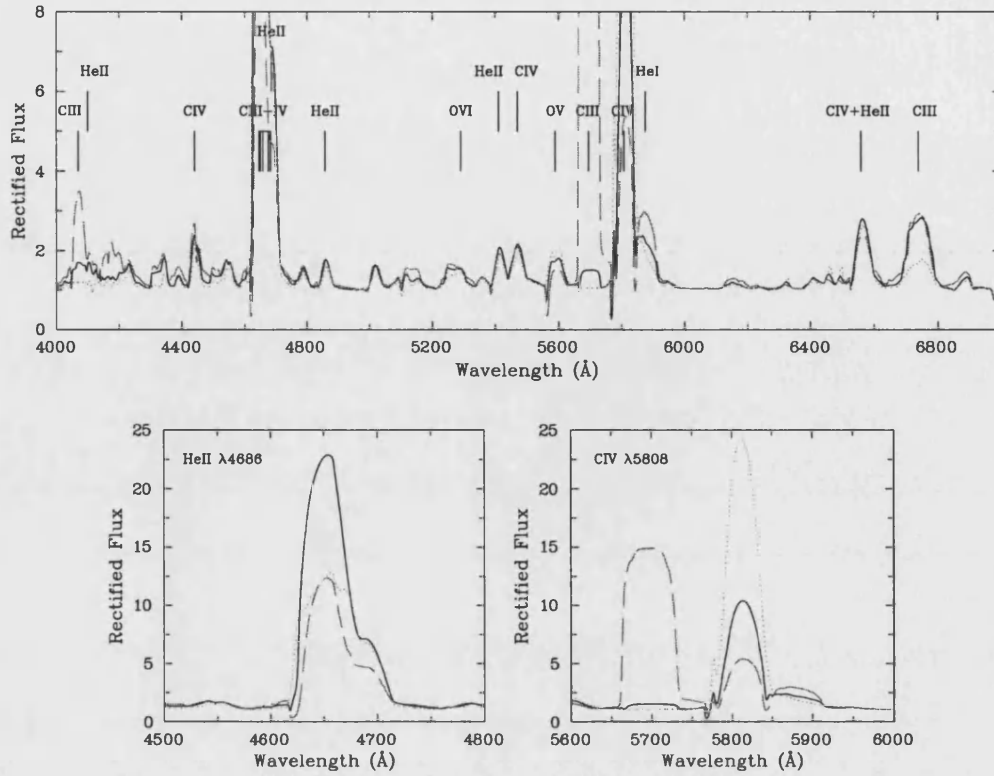 8
6
4
2
0
Rectified Flux
HeII
CIII
HeII
CIV
CIII-IV
HeII
OVI
HeII
CIV
OV
CIII
CIV
HeI
CIV+HeII
CIII
4000
4400
4800
5200
5600
6000
6400
6800
Wavelength (Å)
25
20
15
10
5
0
Rectified Flux
HeII λ4686
4500
4600
4700
4800
Wavelength (Å)
25
20
15
10
5
0
Rectified Flux
CIV λ5808
5600
5700
5800
5900
6000
Wavelength (Å)